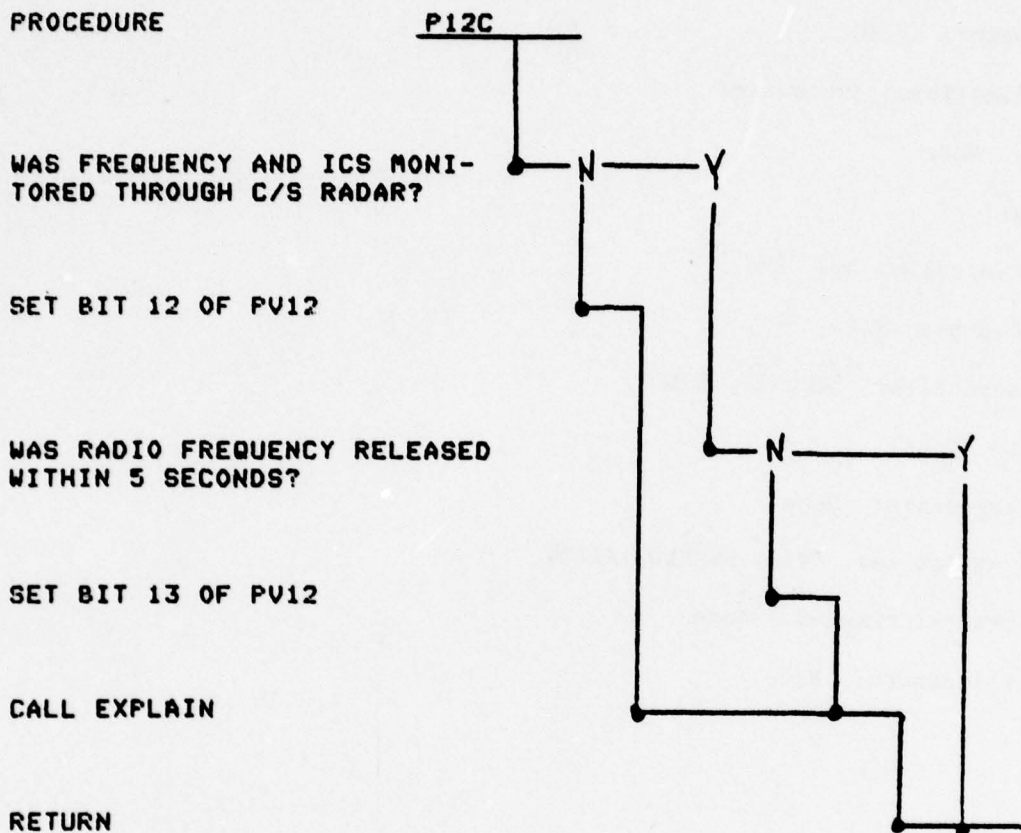 PROCEDURE P12C
WAS FREQUENCY AND ICS MONI-
TORED THROUGH C/S RADAR?
N Y
SET BIT 12 OF PV12
WAS RADIO FREQUENCY RELEASED
WITHIN 5 SECONDS?
N Y
SET BIT 13 OF PV12
CALL EXPLAIN
RETURN